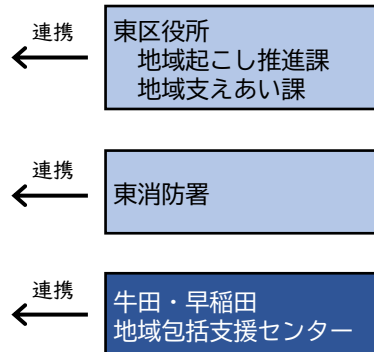 連携
東区役所
地域起こし推進課
地域支えあい課
連携
東消防署
連携
牛田・早稲田
地域包括支援センター